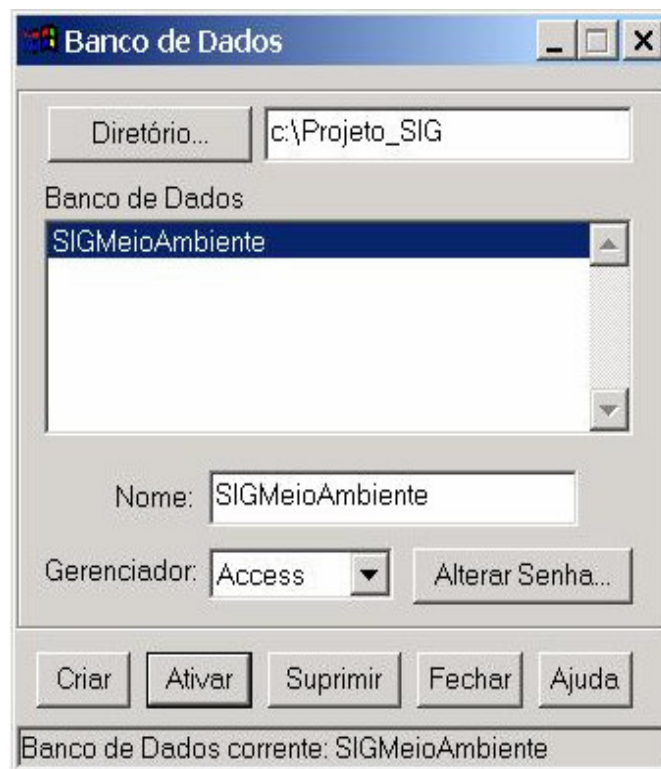 Banco de Dados
Diretório... c:\Projeto_SIG
Banco de Dados
SIGMeioAmbiente
Nome: SIGMeioAmbiente
Gerenciador: Access Alterar Senha...
Criar Ativar Suprimir Fechar Ajuda
Banco de Dados corrente: SIGMeioAmbiente